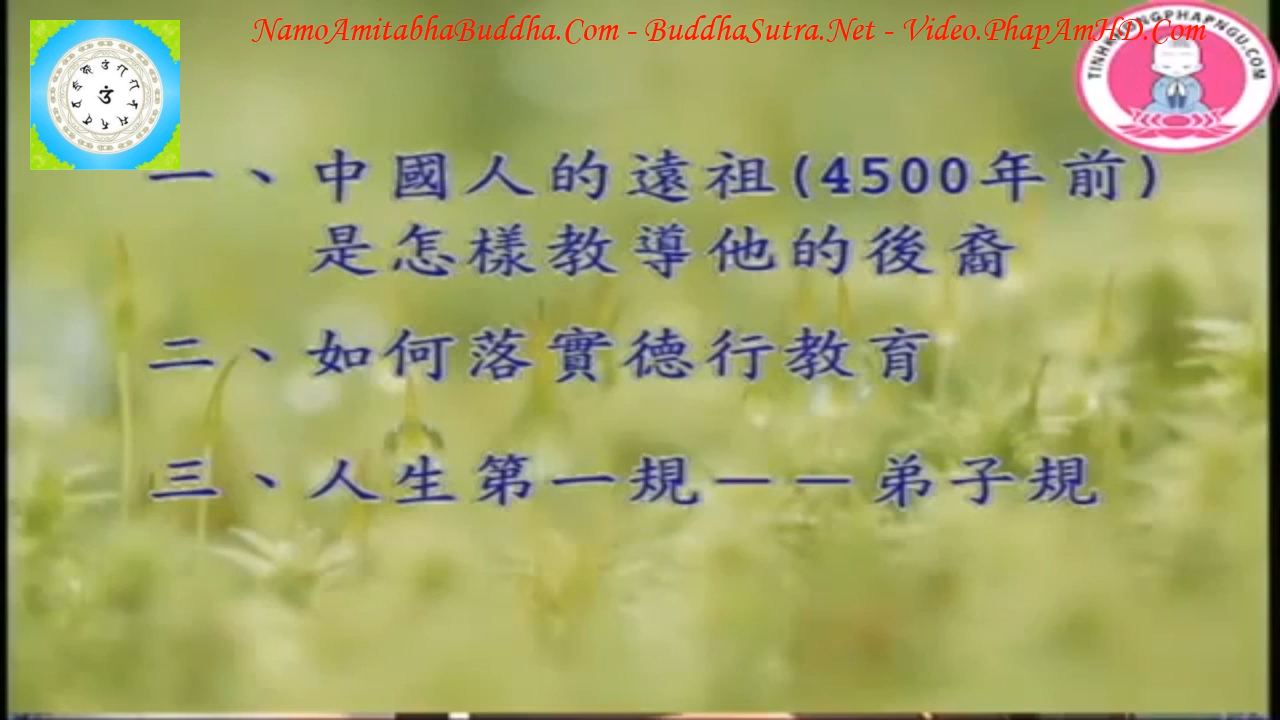 NamoAmitabhaBuddha.Com - BuddhaSutra.Net - Video.PhapAmHD.Com
一、中國人的遠祖(4500年前)
是怎樣教導他的後裔
二、如何落實德行教育
三、人生第一規——弟子規